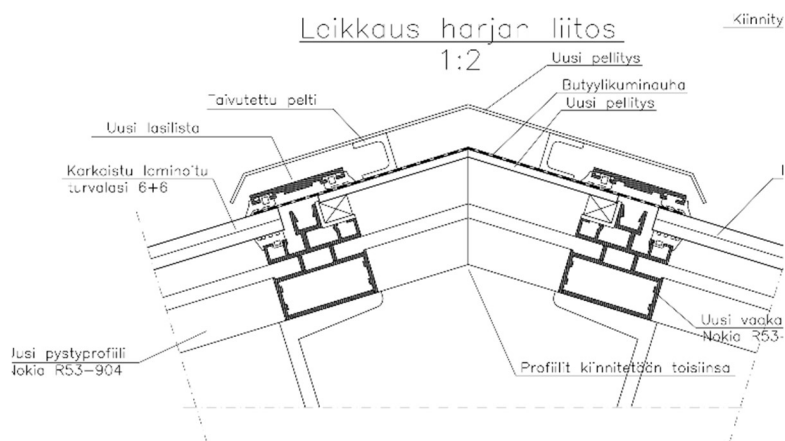 Leikkaus harjan liitos
1:2
Kiinnity
Uusi pellitys
Butyylikuminauha
Uusi pellitys
Taivutettu pelti
Uusi lasilista
Karkaistu laminoitu
turvalasi 6+6
Uusi vaaka
Nokia R53-
Uusi pystyprofiili
Nokia R53-904
Profiilit kiinnitetään toisiinsa